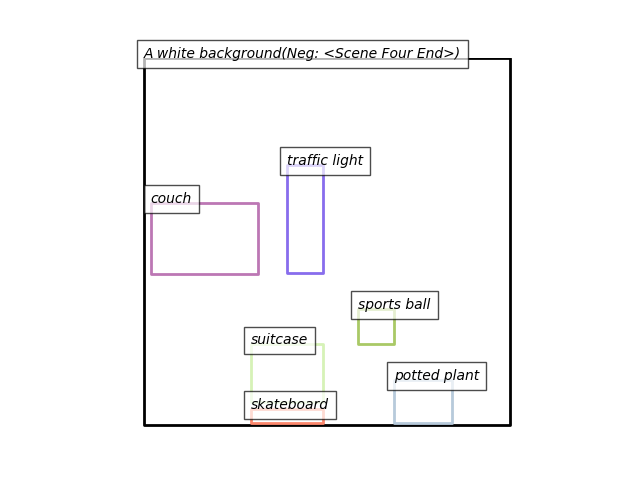 A white background(Neg: <Scene Four End>)
traffic light
couch
sports ball
suitcase
potted plant
skateboard